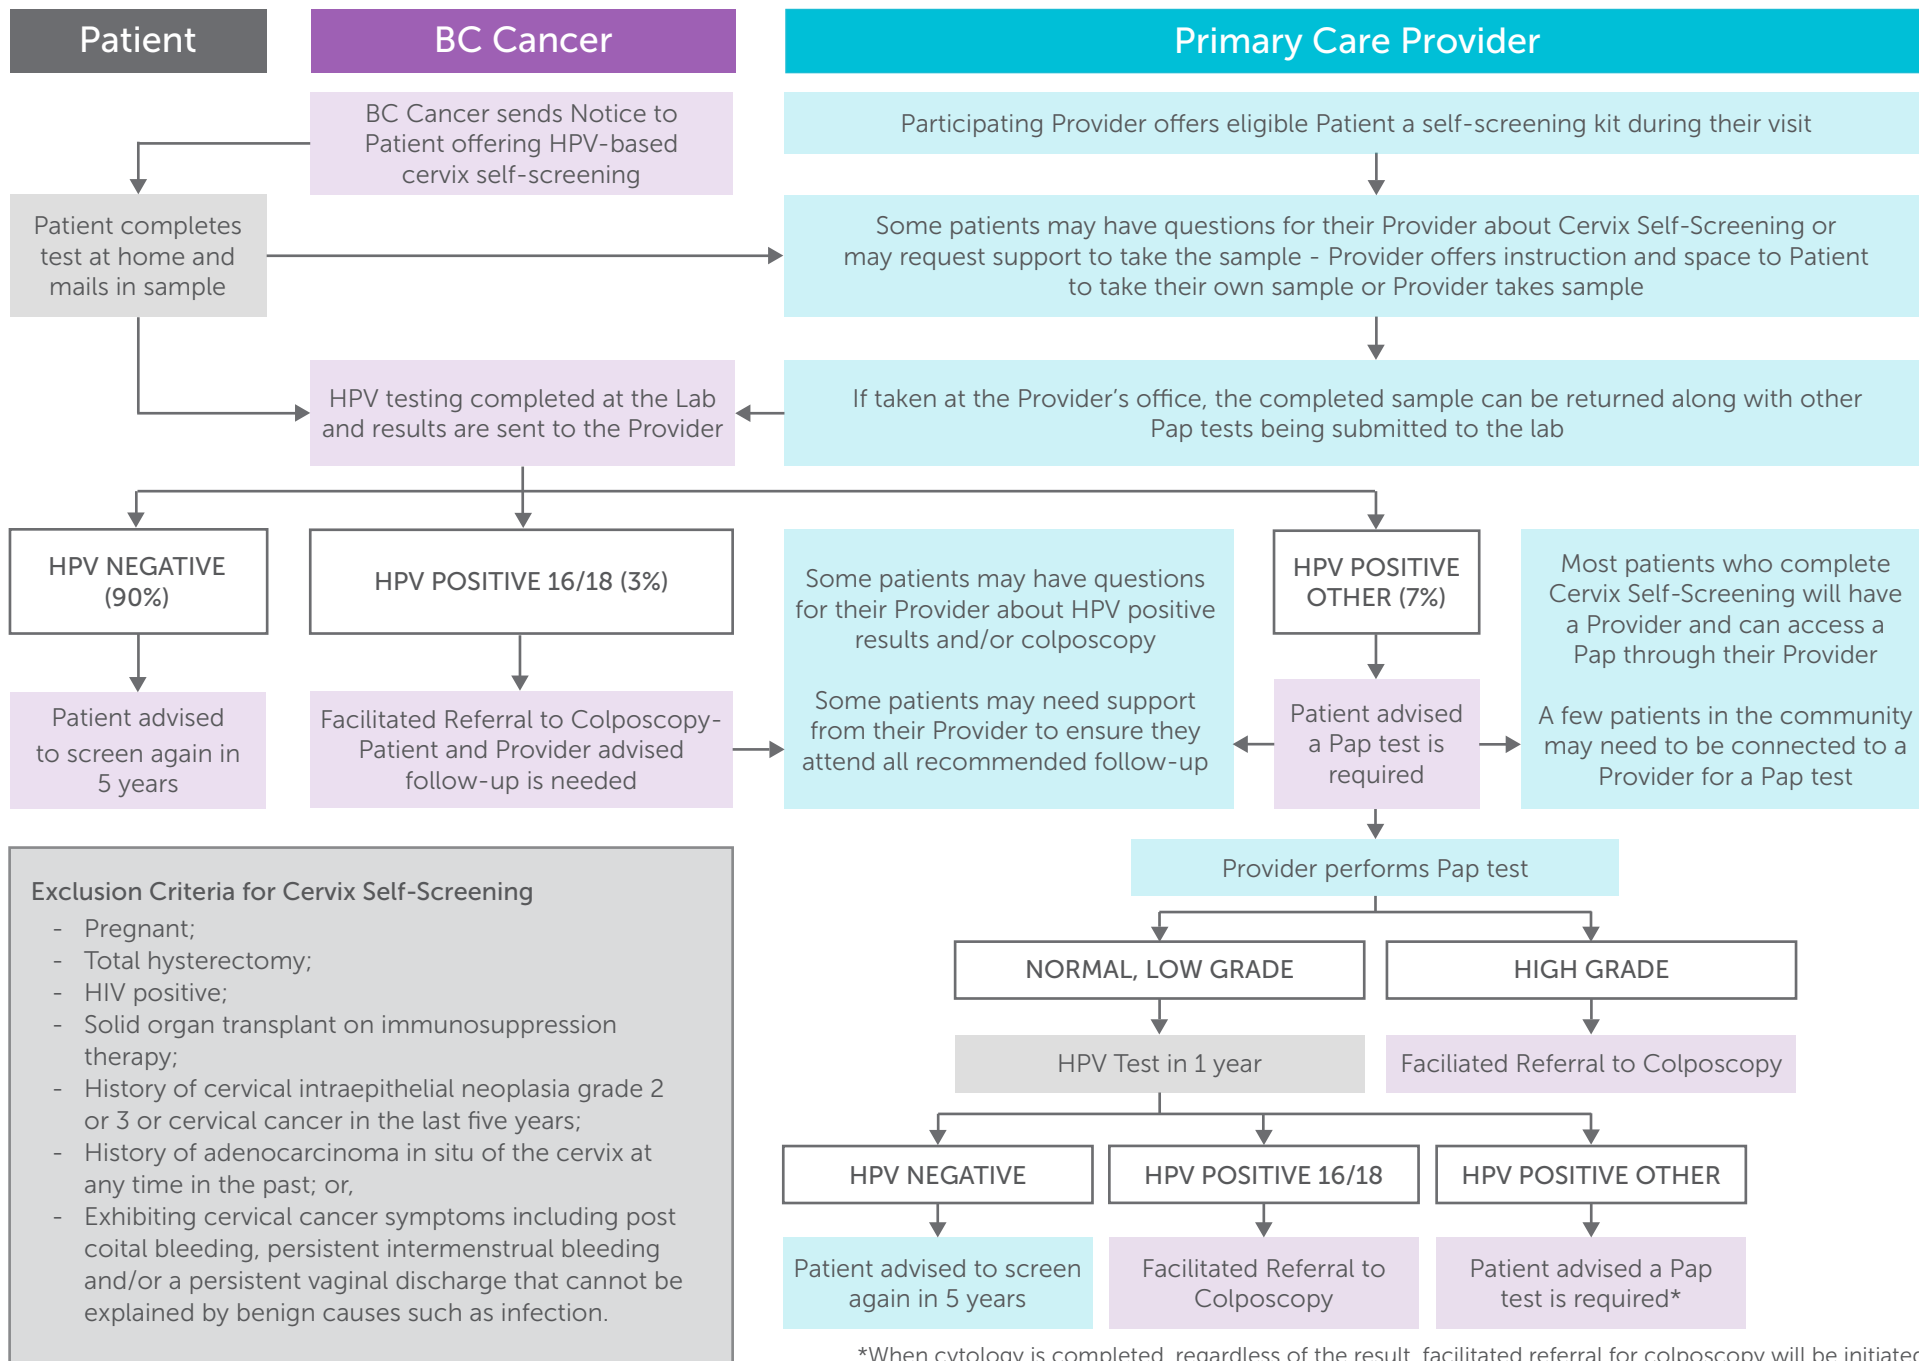 Patient
BC Cancer
Primary Care Provider
BC Cancer sends Notice to
Patient offering HPV-based
cervix self-screening
Participating Provider offers eligible Patient a self-screening kit during their visit
Patient completes
test at home and
mails in sample
Some patients may have questions for their Provider about Cervix Self-Screening or
may request support to take the sample - Provider offers instruction and space to Patient
to take their own sample or Provider takes sample
HPV testing completed at the Lab
and results are sent to the Provider
If taken at the Provider's office, the completed sample can be returned along with other
Pap tests being submitted to the lab
HPV NEGATIVE
(90%)
HPV POSITIVE 16/18 (3%)
Some patients may have questions
for their Provider about HPV positive
results and/or colposcopy
Some patients may need support
from their Provider to ensure they
attend all recommended follow-up
HPV POSITIVE
OTHER (7%)
Most patients who complete
Cervix Self-Screening will have
a Provider and can access a
Pap through their Provider
A few patients in the community
may need to be connected to a
Provider for a Pap test
Patient advised
to screen again in
5 years
Facilitated Referral to Colposcopy-
Patient and Provider advised
follow-up is needed
Patient advised
a Pap test is
required
Provider performs Pap test
Exclusion Criteria for Cervix Self-Screening
- Pregnant;
- Total hysterectomy;
- HIV positive;
- Solid organ transplant on immunosuppression
therapy;
- History of cervical intraepithelial neoplasia grade 2
or 3 or cervical cancer in the last five years;
- History of adenocarcinoma in situ of the cervix at
any time in the past; or,
- Exhibiting cervical cancer symptoms including post
coital bleeding, persistent intermenstrual bleeding
and/or a persistent vaginal discharge that cannot be
explained by benign causes such as infection.
NORMAL, LOW GRADE
HIGH GRADE
HPV Test in 1 year
Faciliated Referral to Colposcopy
HPV NEGATIVE
HPV POSITIVE 16/18
HPV POSITIVE OTHER
Patient advised to screen
again in 5 years
Facilitated Referral to
Colposcopy
Patient advised a Pap
test is required*
*When cytology is completed, regardless of the result, facilitated referral for colposcopy will be initiated